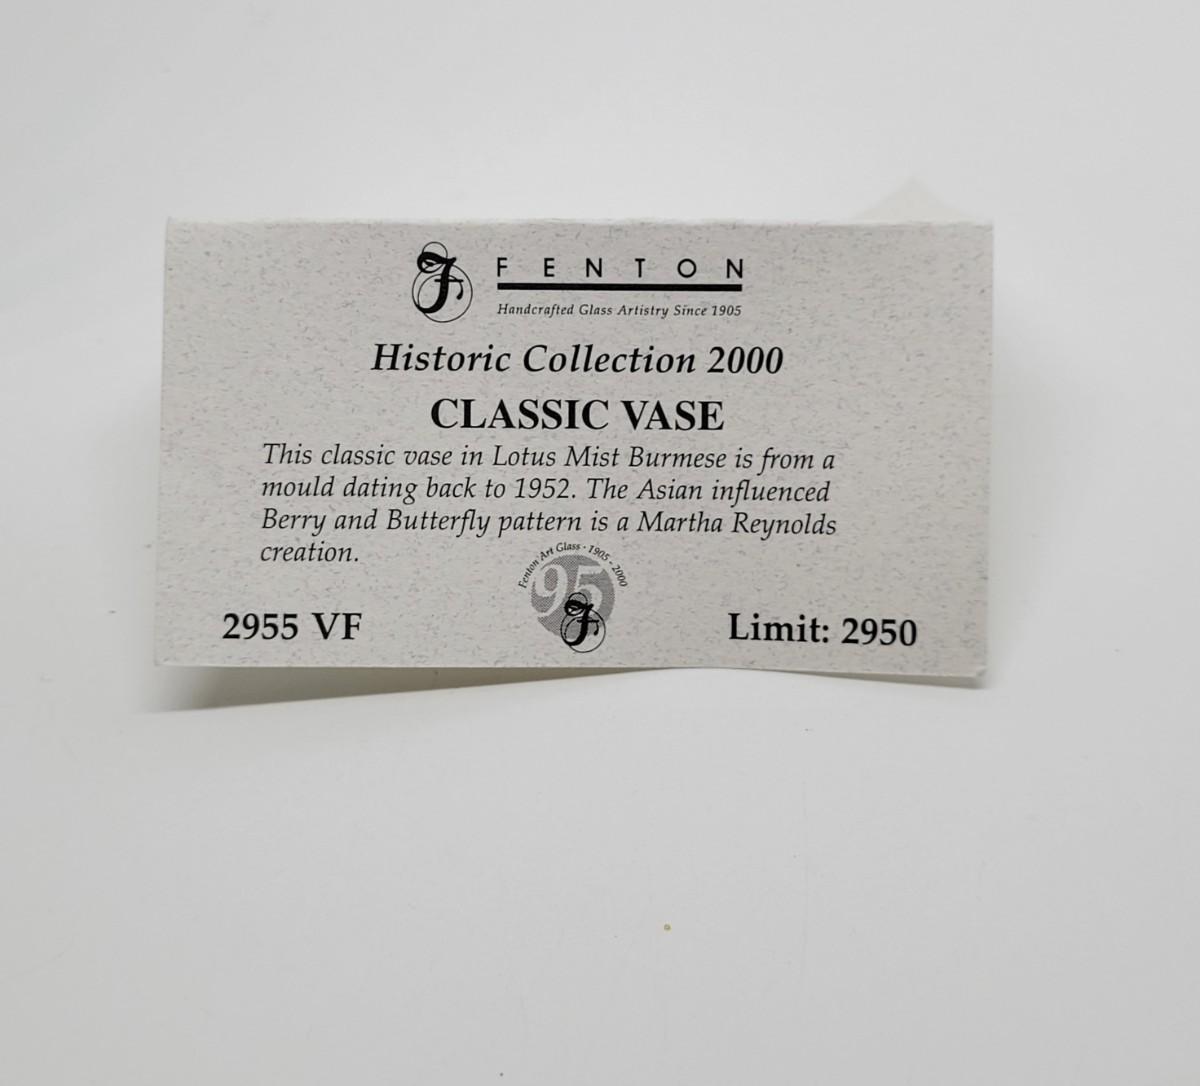 F E N T O N
Handcrafted Glass Artistry Since 1905
Historic Collection 2000
CLASSIC VASE
This classic vase in Lotus Mist Burmese is from a
mould dating back to 1952. The Asian influenced
Berry and Butterfly pattern is a Martha Reynolds
creation.
Fenton Art Glass · 1905 - 2000
95
F
2955 VF
Limit: 2950